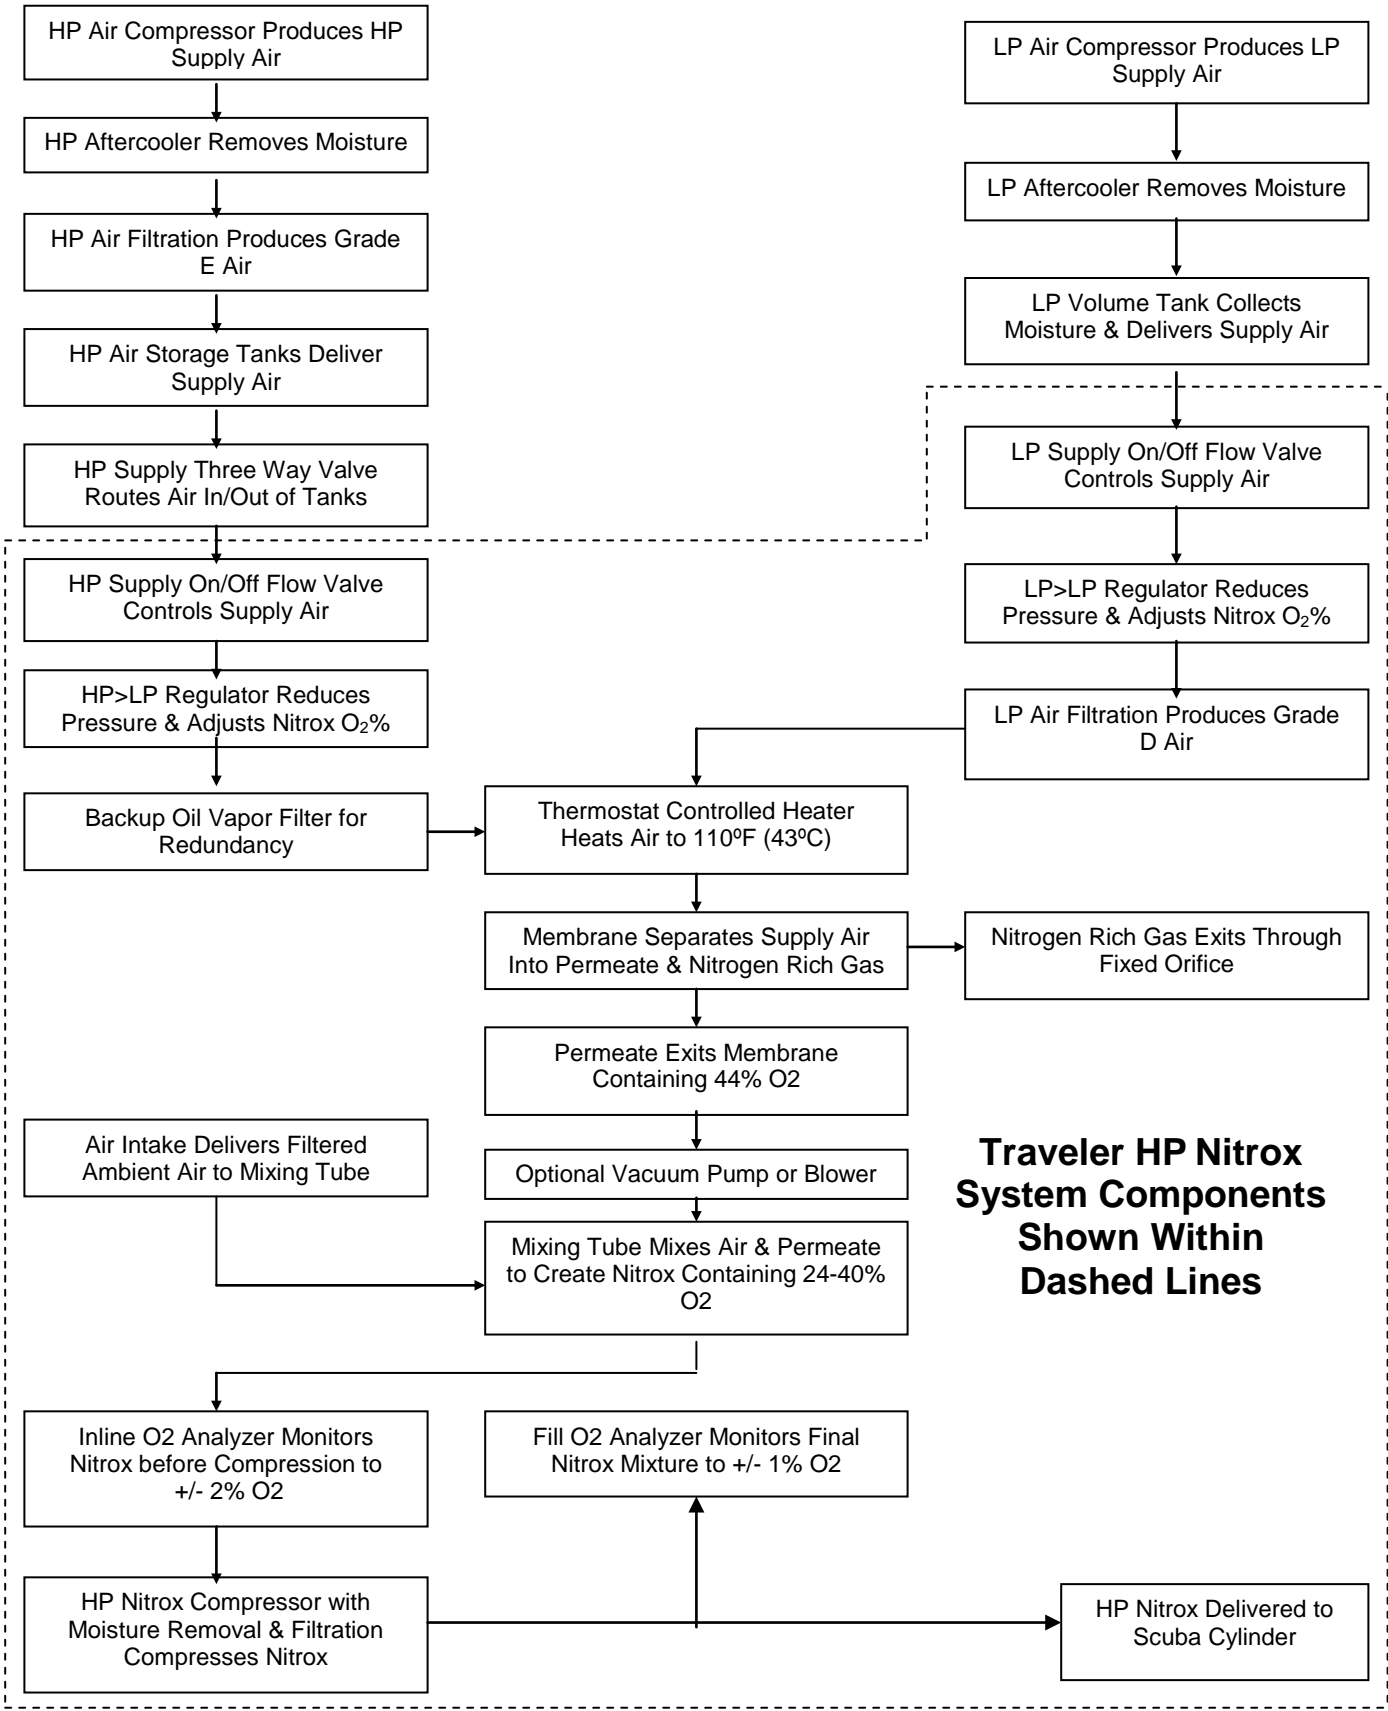 HP Air Compressor Produces HP
Supply Air
LP Air Compressor Produces LP
Supply Air
HP Aftercooler Removes Moisture
LP Aftercooler Removes Moisture
HP Air Filtration Produces Grade
E Air
LP Volume Tank Collects
Moisture & Delivers Supply Air
HP Air Storage Tanks Deliver
Supply Air
HP Supply Three Way Valve
Routes Air In/Out of Tanks
LP Supply On/Off Flow Valve
Controls Supply Air
HP Supply On/Off Flow Valve
Controls Supply Air
LP>LP Regulator Reduces
Pressure & Adjusts Nitrox O₂%
HP>LP Regulator Reduces
Pressure & Adjusts Nitrox O₂%
LP Air Filtration Produces Grade
D Air
Backup Oil Vapor Filter for
Redundancy
Thermostat Controlled Heater
Heats Air to 110ºF (43ºC)
Membrane Separates Supply Air
Into Permeate & Nitrogen Rich Gas
Nitrogen Rich Gas Exits Through
Fixed Orifice
Permeate Exits Membrane
Containing 44% O2
Air Intake Delivers Filtered
Ambient Air to Mixing Tube
Optional Vacuum Pump or Blower
Mixing Tube Mixes Air & Permeate
to Create Nitrox Containing 24-40%
O2
Traveler HP Nitrox
System Components
Shown Within
Dashed Lines
Inline O2 Analyzer Monitors
Nitrox before Compression to
+/- 2% O2
Fill O2 Analyzer Monitors Final
Nitrox Mixture to +/- 1% O2
HP Nitrox Compressor with
Moisture Removal & Filtration
Compresses Nitrox
HP Nitrox Delivered to
Scuba Cylinder